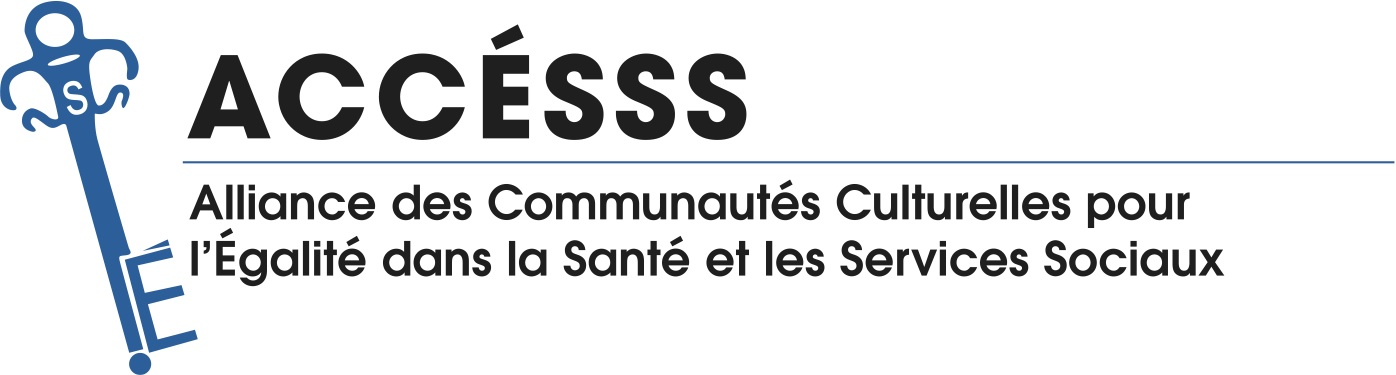 ACCÉSSS
Alliance des Communautés Culturelles pour
l’Égalité dans la Santé et les Services Sociaux
S
É